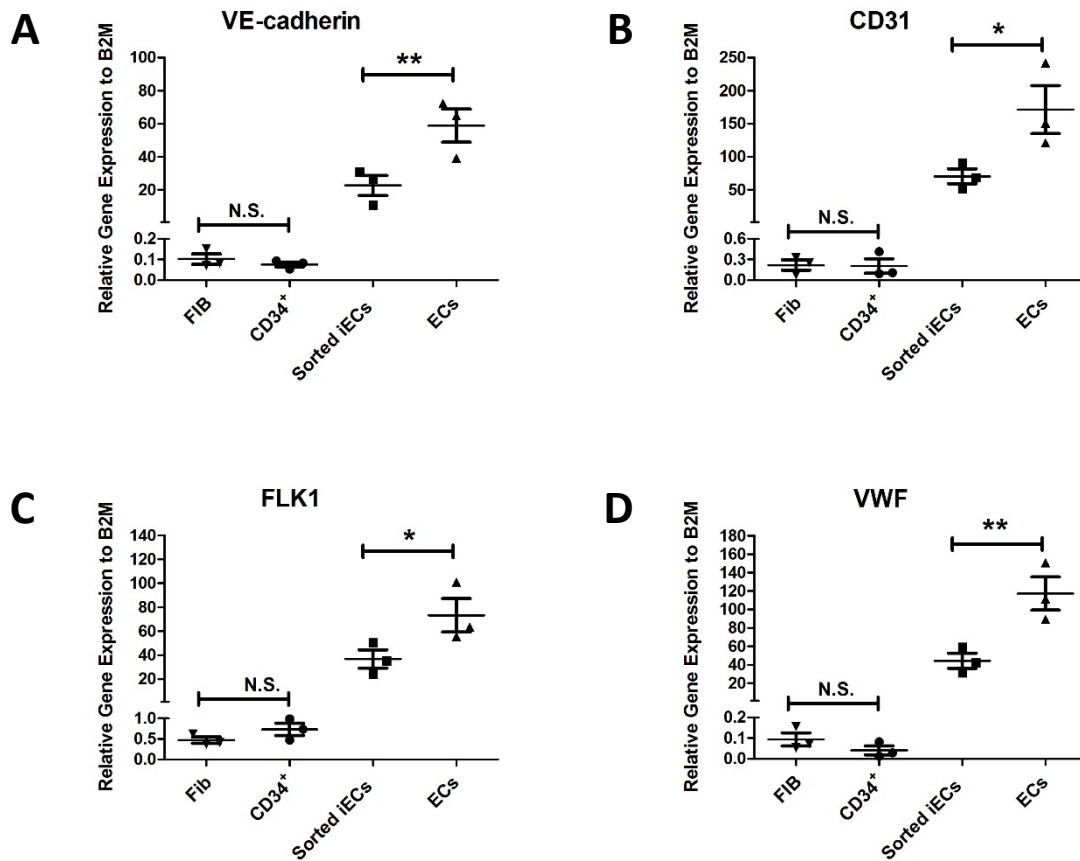 A
VE-cadherin
Relative Gene Expression to B2M
100
80
60
40
20
0.2
0.1
0.0
**
N.S.
FIB
CD34+
Sorted iECs
ECs
B
CD31
Relative Gene Expression to B2M
250
200
150
100
50
0.6
0.3
0.0
*
N.S.
Fib
CD34+
Sorted iECs
ECs
C
FLK1
Relative Gene Expression to B2M
140
120
100
80
60
40
20
1.0
0.5
0.0
*
N.S.
Fib
CD34+
Sorted iECs
ECs
D
VWF
Relative Gene Expression to B2M
180
160
140
120
100
80
60
40
20
0.2
0.1
0.0
**
N.S.
FIB
CD34+
Sorted iECs
ECs